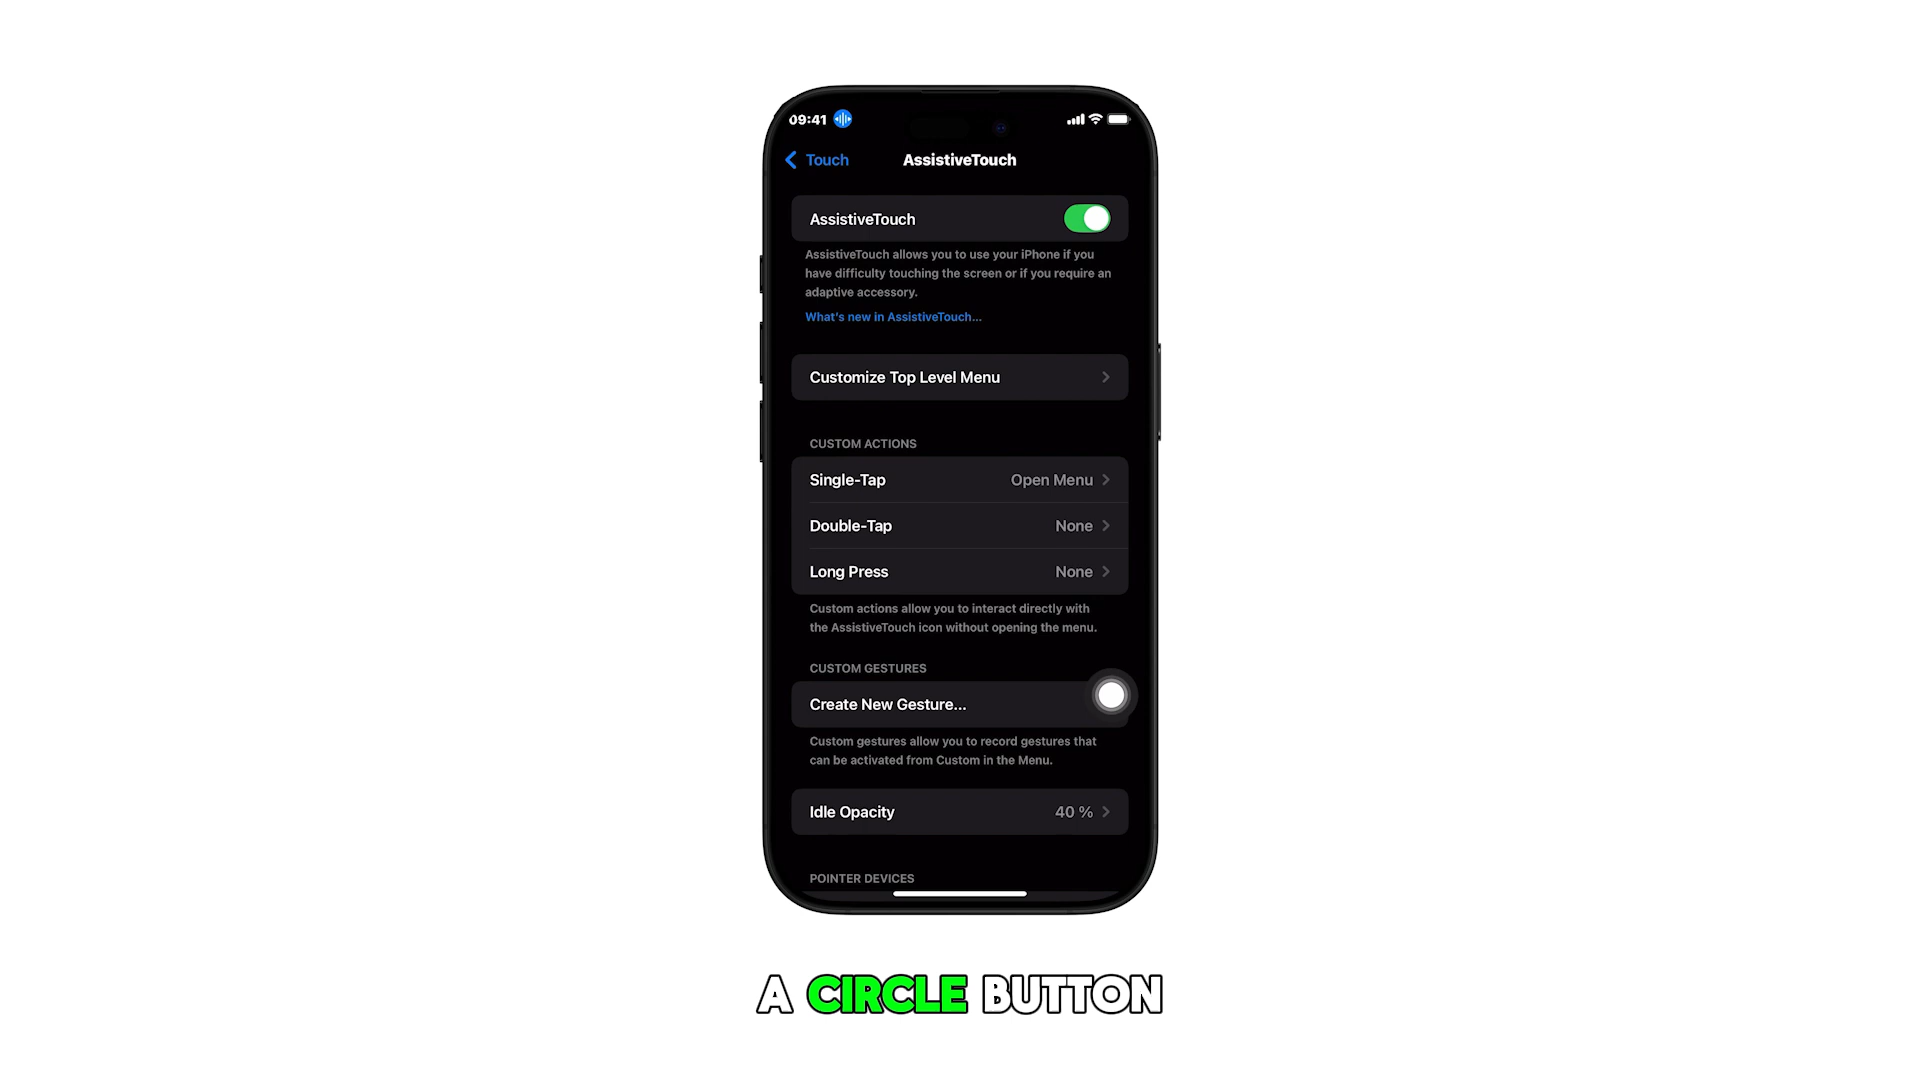 09:41
Touch
AssistiveTouch
AssistiveTouch
AssistiveTouch allows you to use your iPhone if you
have difficulty touching the screen or if you require an
adaptive accessory.
What's new in AssistiveTouch...
Customize Top Level Menu
CUSTOM ACTIONS
Single-Tap Open Menu
Double-Tap None
Long Press None
Custom actions allow you to interact directly with
the AssistiveTouch icon without opening the menu.
CUSTOM GESTURES
Create New Gesture...
Custom gestures allow you to record gestures that
can be activated from Custom in the Menu.
Idle Opacity 40 %
POINTER DEVICES
A CIRCLE BUTTON